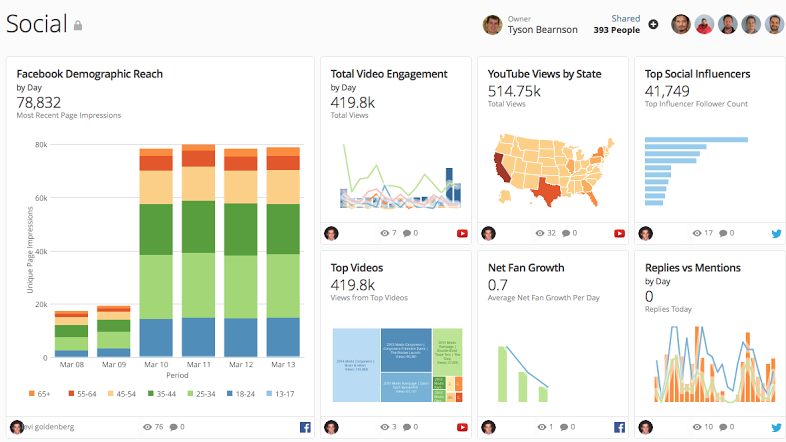 Social
Owner
Tyson Bearnson
Shared
393 People
Facebook Demographic Reach
by Day
78,832
Most Recent Page Impressions
80k
60k
40k
20k
0
Unique Page Impressions
Mar 08 Mar 09 Mar 10 Mar 11 Mar 12 Mar 13
Period
65+ 55-64 45-54 35-44 25-34 18-24 13-17
vi goldenberg
76 0
Total Video Engagement
by Day
419.8k
Total Views
7 0
YouTube Views by State
514.75k
Total Views
32 0
Top Social Influencers
41,749
Top Influencer Follower Count
17 0
Top Videos
419.8k
Views from Top Videos
3 0
Net Fan Growth
0.7
Average Net Fan Growth Per Day
1 0
Replies vs Mentions
by Day
0
Replies Today
10 0